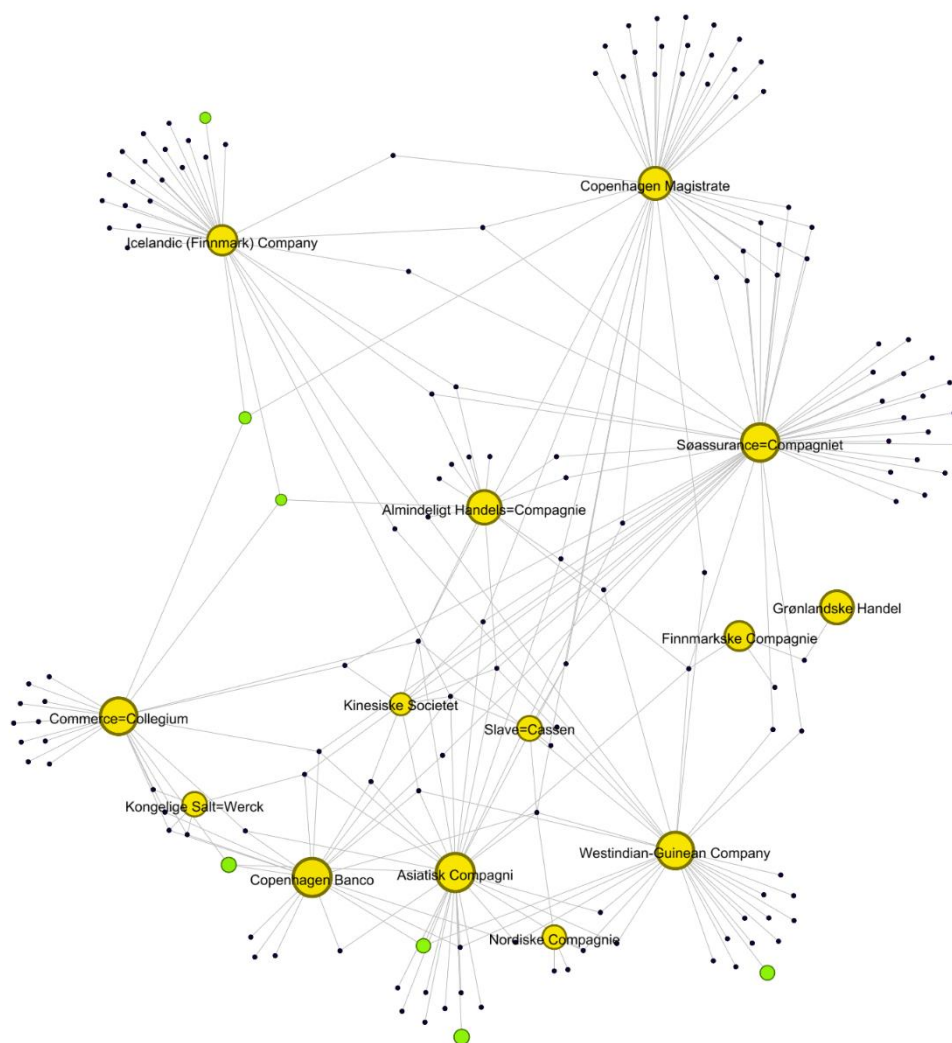 Copenhagen Magistrate
Icelandic (Finnmark) Company
Søassurance=Compagniet
Almindeligt Handels=Compagnie
Grønlandske Handel
Finnmarkske Compagnie
Kinesiske Societet
Commerce=Collegium
Slave=Cassen
Kongelige Salt=Werck
Westindian-Guinean Company
Asiatisk Compagni
Copenhagen Banco
Nordiske Compagnie